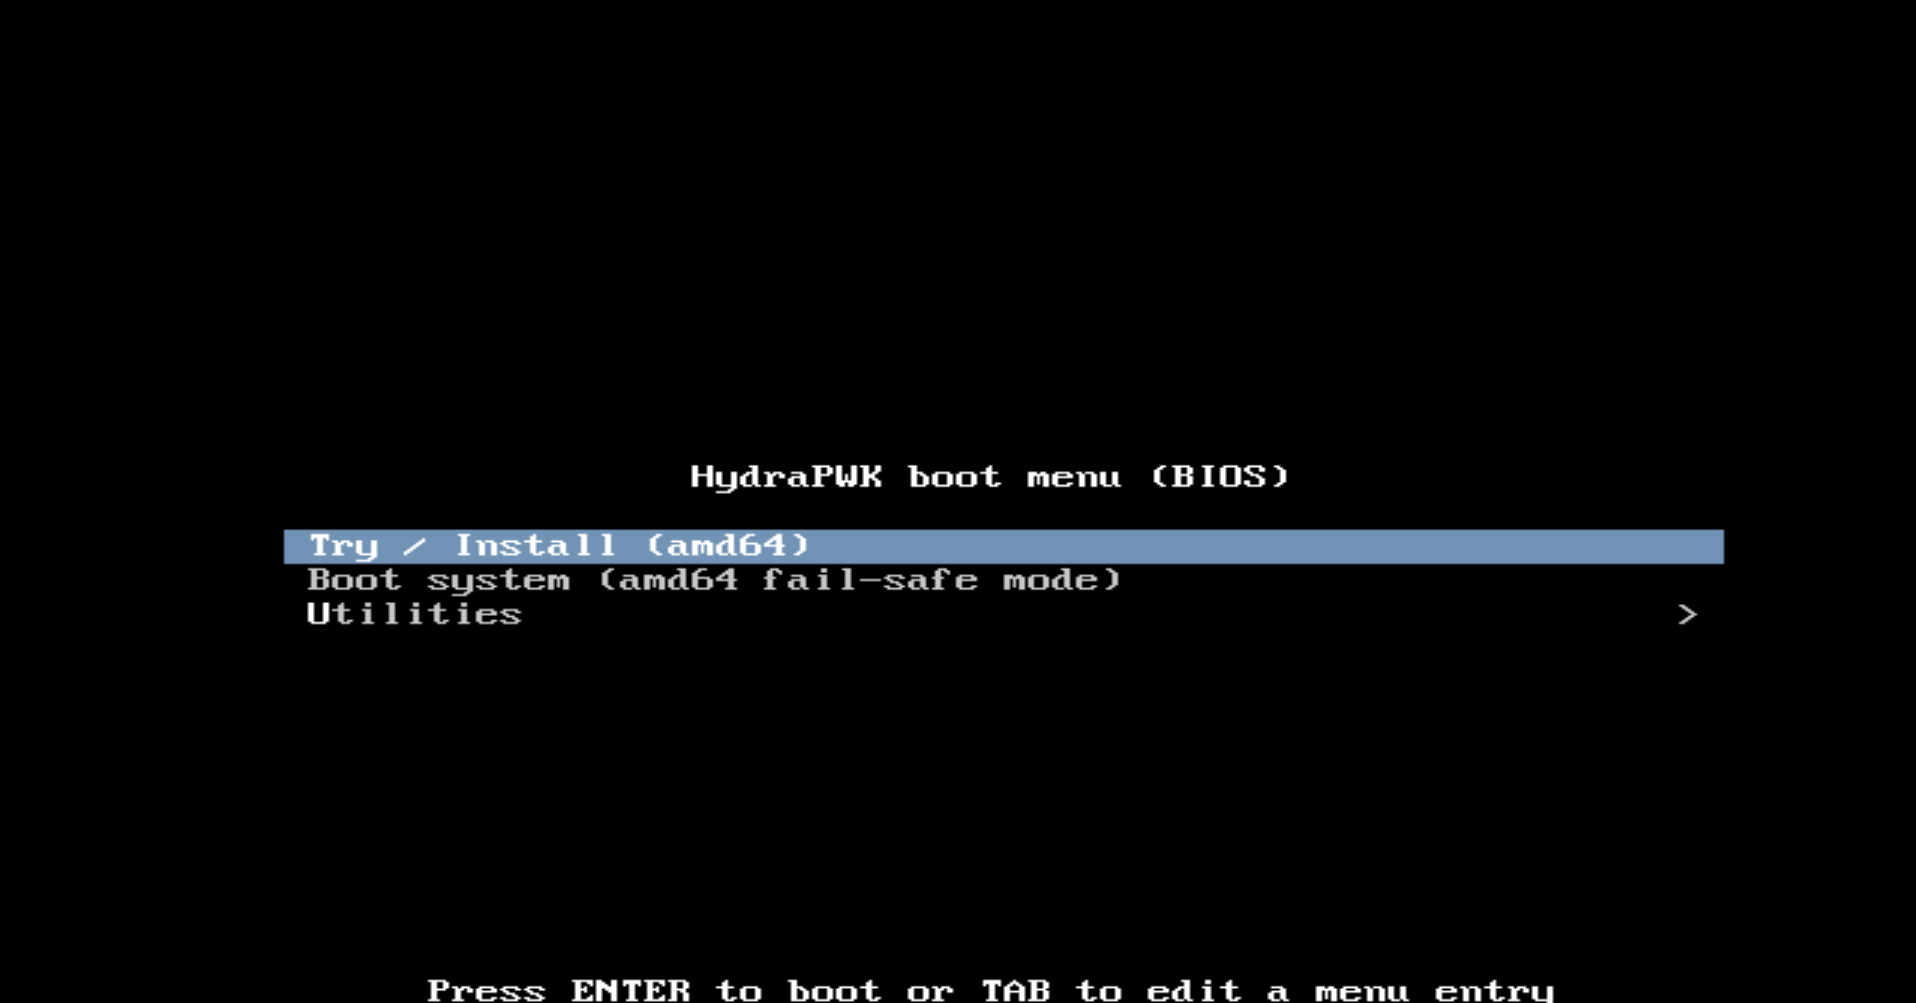 HydraPWK boot menu (BIOS)
Try / Install (amd64)
Boot system (amd64 fail-safe mode)
Utilities >
Press ENTER to boot or TAB to edit a menu entry